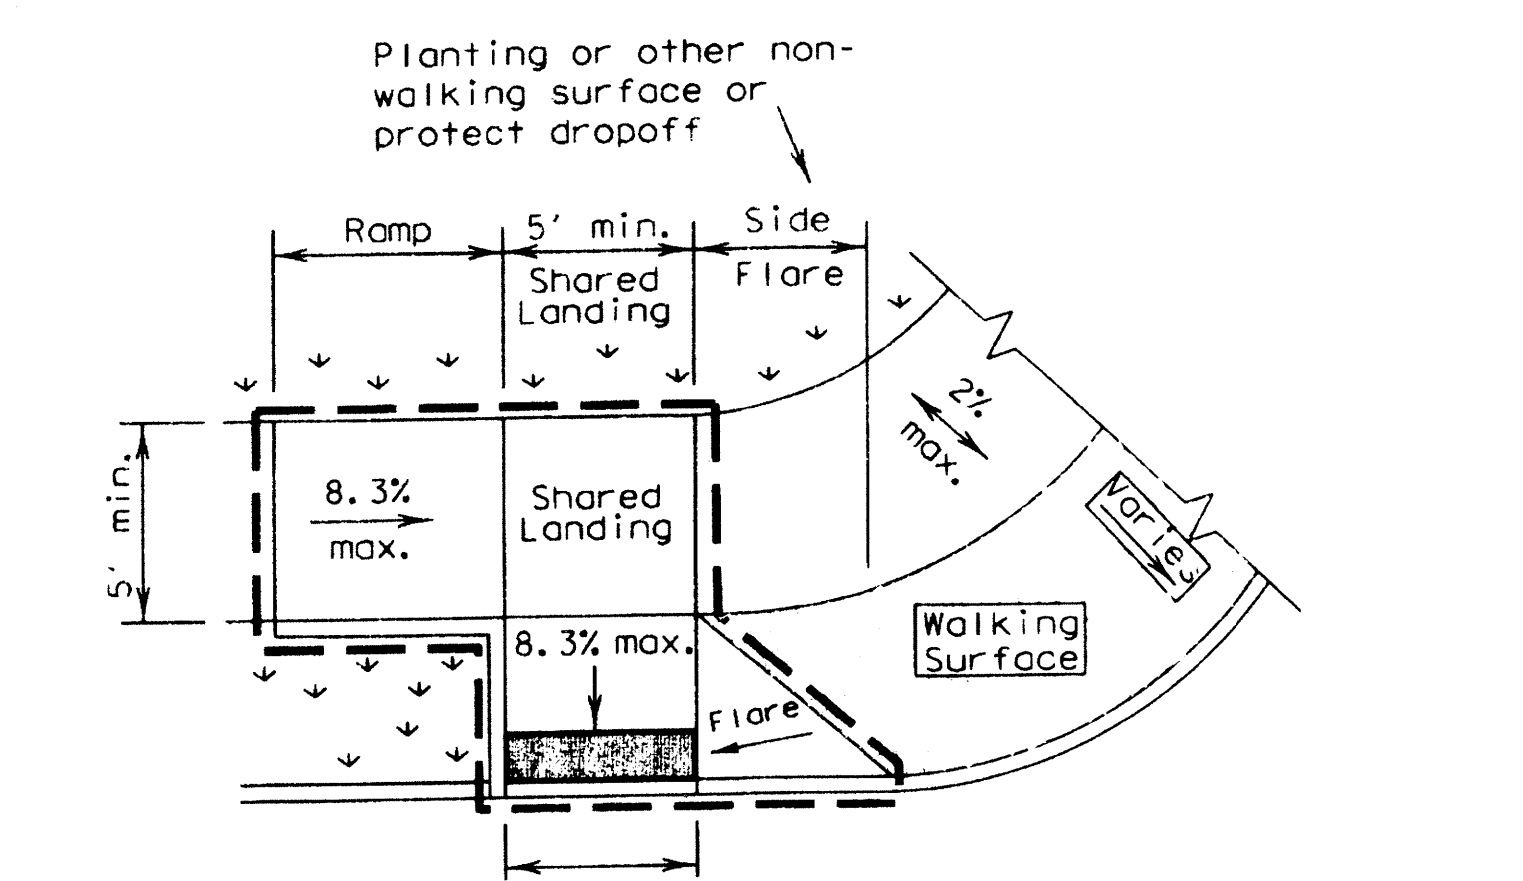 Planting or other non-
walking surface or
protect dropoff
Ramp
5' min.
Side
Shared
Landing
Flare
2%
max.
5' min.
8.3%
max.
Shared
Landing
Varies
8.3% max.
Walking
Surface
Flare